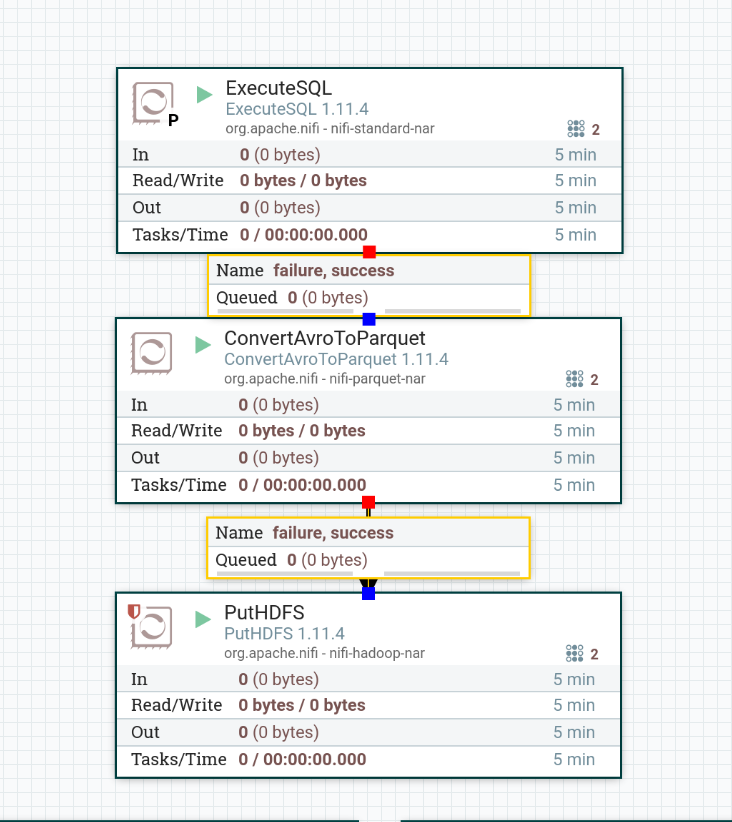 ExecuteSQL
ExecuteSQL 1.11.4
org.apache.nifi - nifi-standard-nar
P
2
In 0 (0 bytes) 5 min
Read/Write 0 bytes / 0 bytes 5 min
Out 0 (0 bytes) 5 min
Tasks/Time 0 / 00:00:00.000 5 min
Name failure, success
Queued 0 (0 bytes)
ConvertAvroToParquet
ConvertAvroToParquet 1.11.4
org.apache.nifi - nifi-parquet-nar
2
In 0 (0 bytes) 5 min
Read/Write 0 bytes / 0 bytes 5 min
Out 0 (0 bytes) 5 min
Tasks/Time 0 / 00:00:00.000 5 min
Name failure, success
Queued 0 (0 bytes)
PutHDFS
PutHDFS 1.11.4
org.apache.nifi - nifi-hadoop-nar
2
In 0 (0 bytes) 5 min
Read/Write 0 bytes / 0 bytes 5 min
Out 0 (0 bytes) 5 min
Tasks/Time 0 / 00:00:00.000 5 min